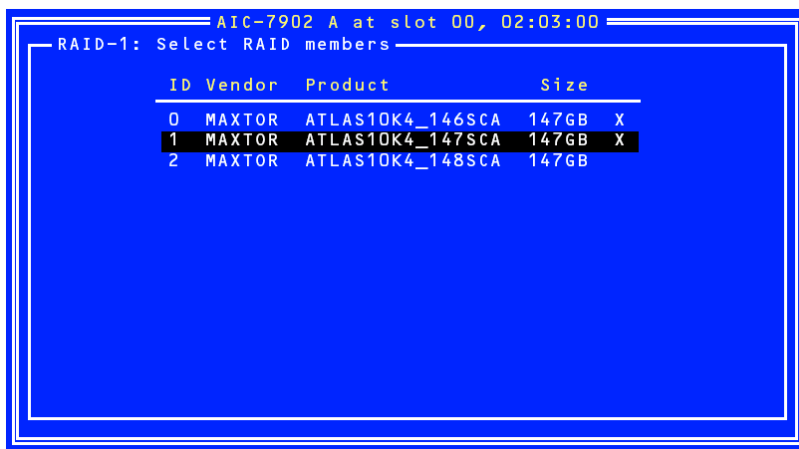 AIC-7902 A at slot 00, 02:03:00
RAID-1: Select RAID members
ID Vendor Product Size
0 MAXTOR ATLAS10K4_146SCA 147GB X
1 MAXTOR ATLAS10K4_147SCA 147GB X
2 MAXTOR ATLAS10K4_148SCA 147GB